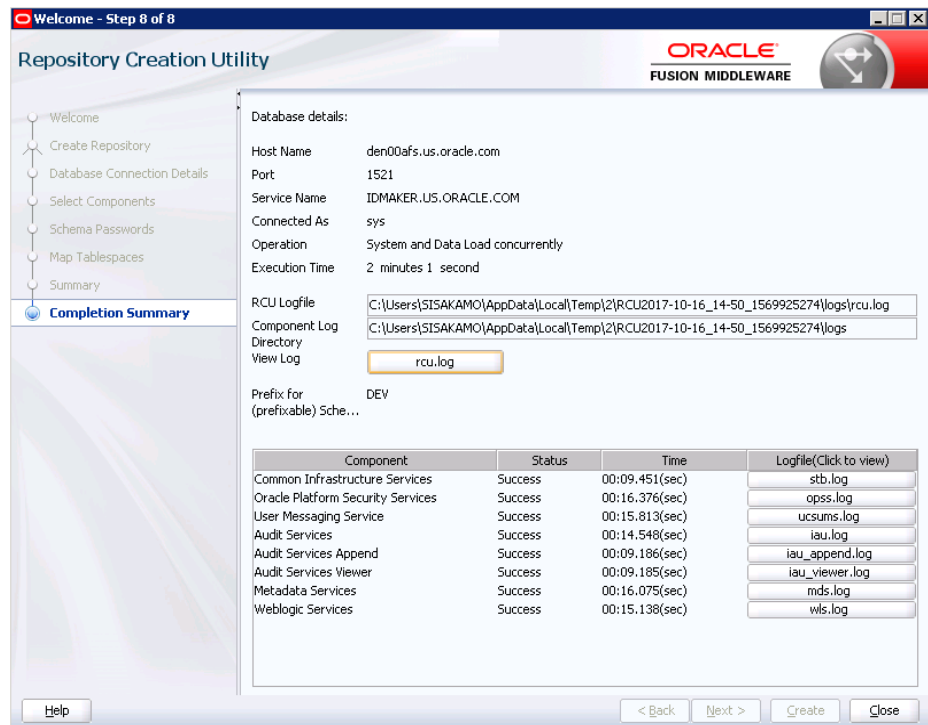 Welcome - Step 8 of 8
Repository Creation Utility
ORACLE
FUSION MIDDLEWARE
Welcome
Create Repository
Database Connection Details
Select Components
Schema Passwords
Map Tablespaces
Summary
Completion Summary
Database details:
Host Name den00afs.us.oracle.com
Port 1521
Service Name IDMAKER.US.ORACLE.COM
Connected As sys
Operation System and Data Load concurrently
Execution Time 2 minutes 1 second
RCU Logfile C:\Users\SISAKAMO\AppData\Local\Temp\2\RCU2017-10-16_14-50_1569925274\logs\rcu.log
Component Log C:\Users\SISAKAMO\AppData\Local\Temp\2\RCU2017-10-16_14-50_1569925274\logs
Directory
View Log rcu.log
Prefix for DEV
(prefixable) Sche...
Component Status Time Logfile(Click to view)
Common Infrastructure Services Success 00:09.451(sec) stb.log
Oracle Platform Security Services Success 00:16.376(sec) opss.log
User Messaging Service Success 00:15.813(sec) ucsums.log
Audit Services Success 00:14.548(sec) iau.log
Audit Services Append Success 00:09.186(sec) iau_append.log
Audit Services Viewer Success 00:09.185(sec) iau_viewer.log
Metadata Services Success 00:16.075(sec) mds.log
Weblogic Services Success 00:15.138(sec) wls.log
Help < Back Next > Create Close